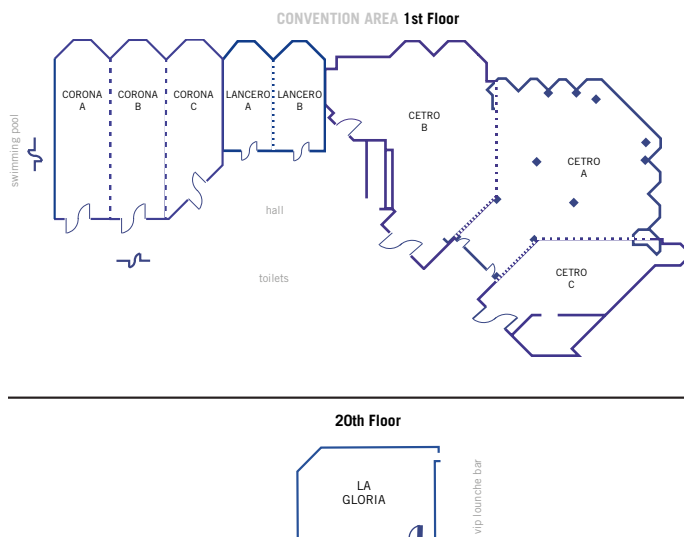 CONVENTION AREA 1st Floor
CORONA
A
CORONA
B
CORONA
C
LANCERO
A
LANCERO
B
CETRO
B
CETRO
A
CETRO
C
swimming pool
hall
toilets
20th Floor
LA
GLORIA
vip lounche bar